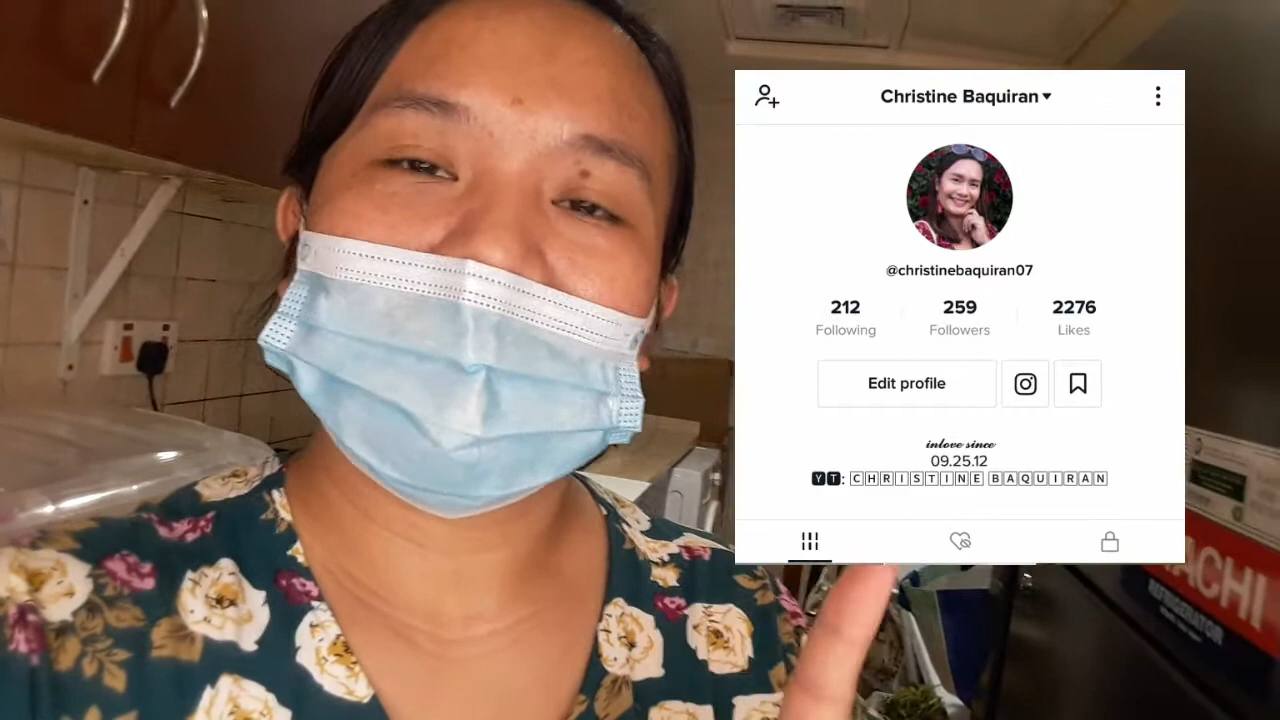 Christine Baquiran
@christinebaquiran07
212 259 2276
Following Followers Likes
Edit profile
inlove since
09.25.12
YT: CHRISTINE BAQUIRAN
REFRIGERATOR